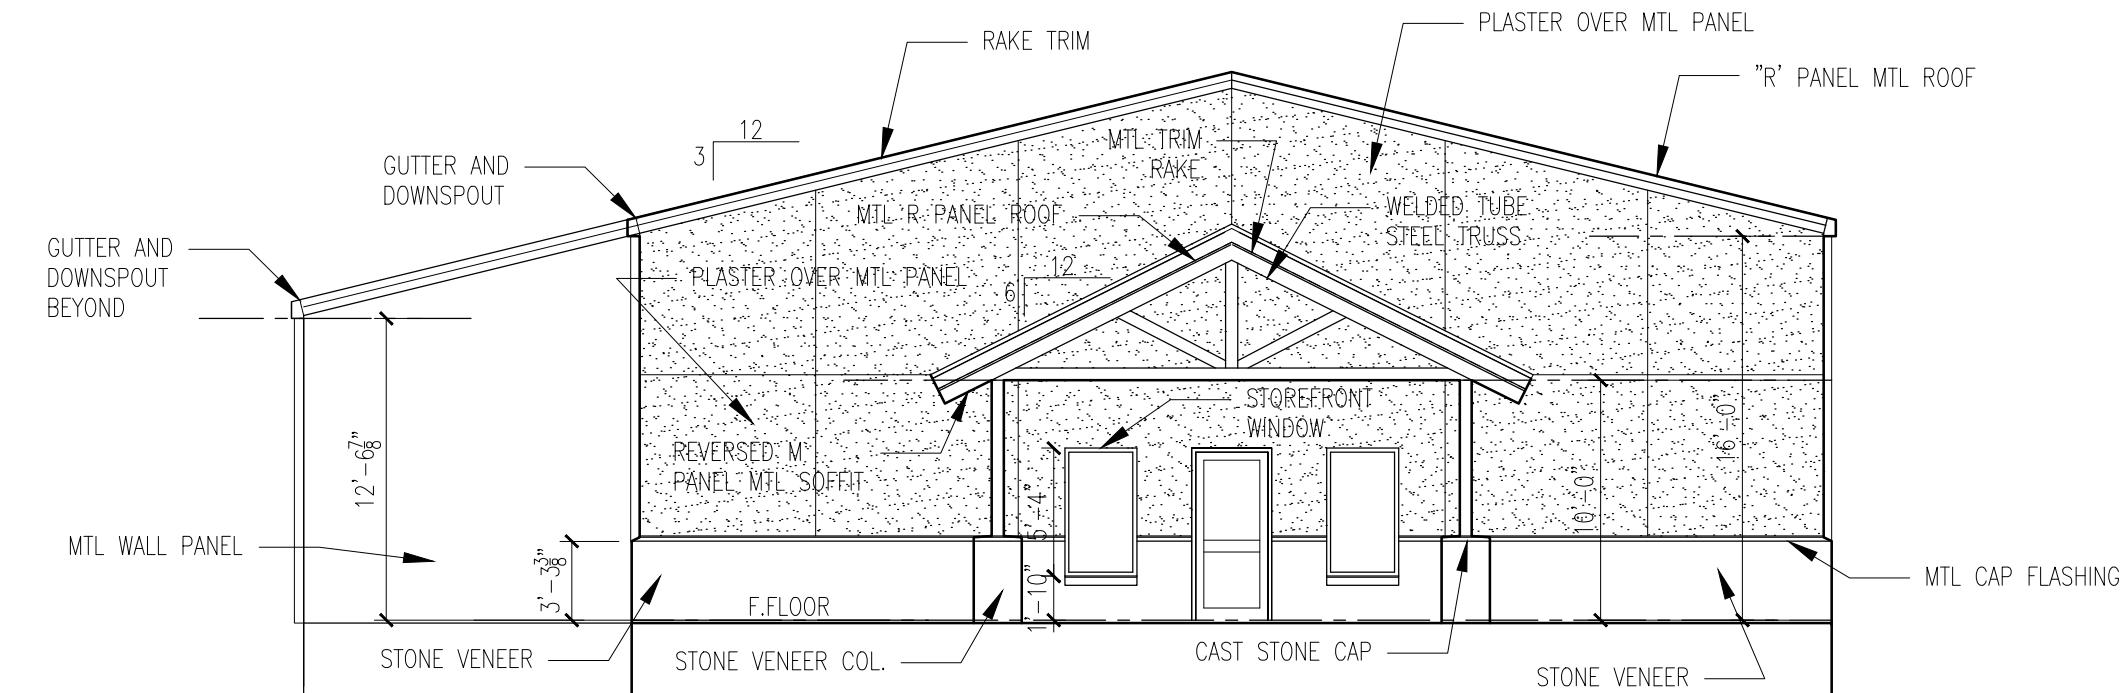 PLASTER OVER MTL PANEL
RAKE TRIM
"R' PANEL MTL ROOF
12
3
MTL TRIM
RAKE
GUTTER AND
DOWNSPOUT
MTL R PANEL ROOF
WELDED TUBE
STEEL TRUSS
GUTTER AND
DOWNSPOUT
BEYOND
PLASTER OVER MTL PANEL
12
6
STOREFRONT
WINDOW
REVERSED M
PANEL MTL SOFFIT
12'-6 7/8"
16'-0"
10'-0"
5'-4"
MTL WALL PANEL
3'-3 3/8"
1'-10"
MTL CAP FLASHING
F.FLOOR
STONE VENEER
STONE VENEER COL.
CAST STONE CAP
STONE VENEER